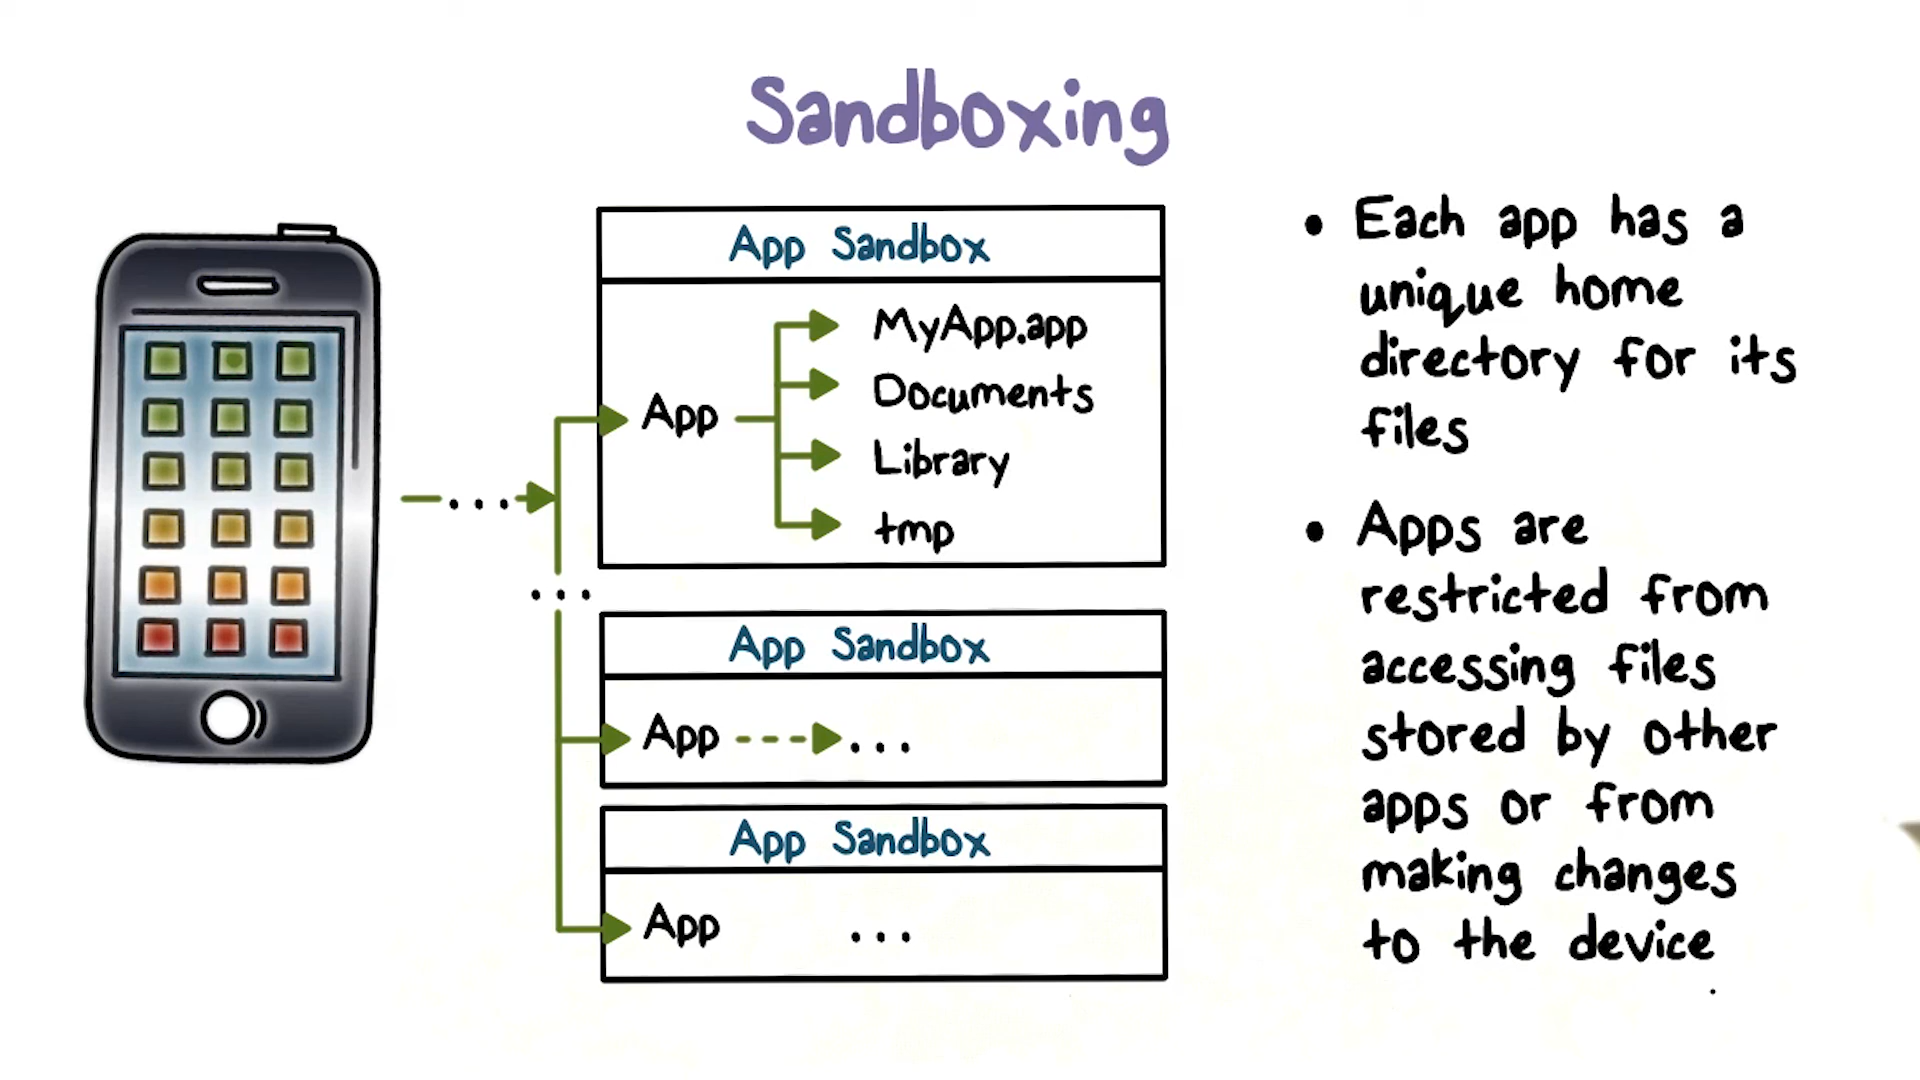 Sandboxing
App Sandbox
App
MyApp.app
Documents
Library
tmp
...
...
App Sandbox
App ...
App Sandbox
App ...
• Each app has a
unique home
directory for its
files
• Apps are
restricted from
accessing files
stored by other
apps or from
making changes
to the device